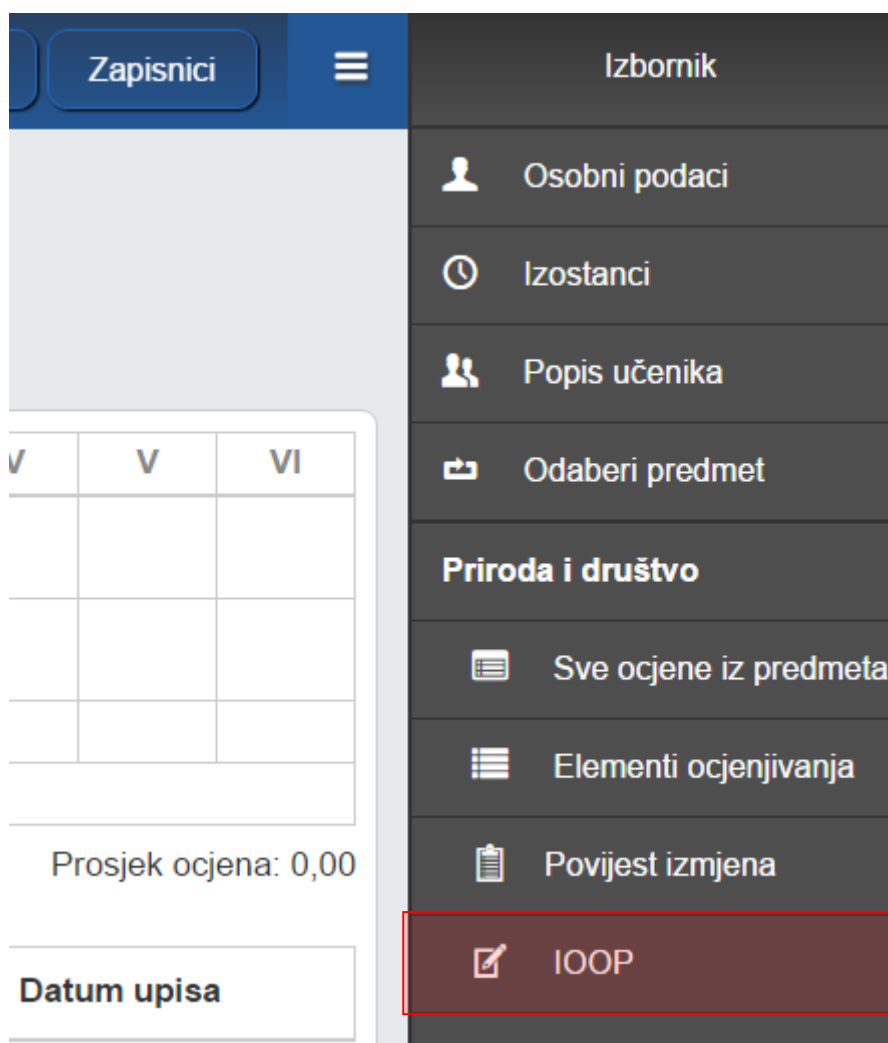 Zapisnici
Izbornik
Osobni podaci
Izostanci
Popis učenika
Odaberi predmet
Priroda i društvo
Sve ocjene iz predmeta
Elementi ocjenjivanja
Povijest izmjena
IOOP
V VI
Prosjek ocjena: 0,00
Datum upisa